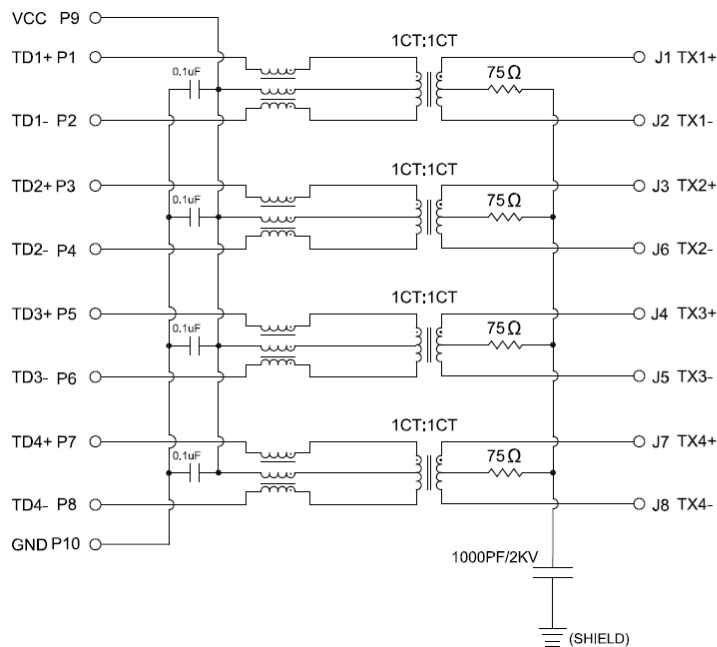 VCC P9
1CT:1CT
TD1+ P1
J1 TX1+
0.1uF
75Ω
TD1- P2
J2 TX1-
1CT:1CT
TD2+ P3
J3 TX2+
0.1uF
75Ω
TD2- P4
J6 TX2-
1CT:1CT
TD3+ P5
J4 TX3+
0.1uF
75Ω
TD3- P6
J5 TX3-
1CT:1CT
TD4+ P7
J7 TX4+
0.1uF
75Ω
TD4- P8
J8 TX4-
GND P10
1000PF/2KV
(SHIELD)